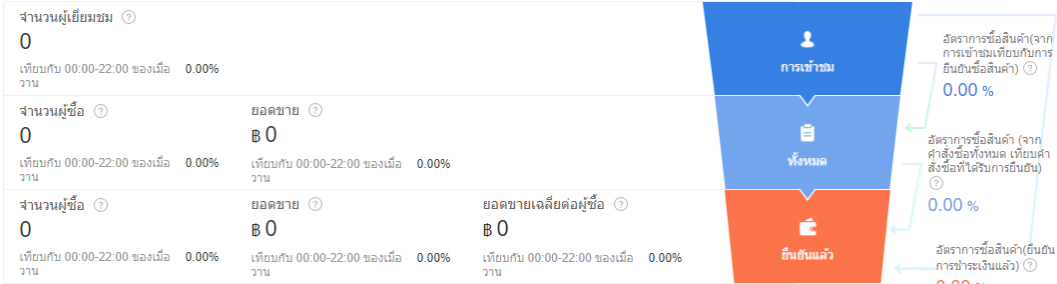 จำนวนผู้เยี่ยมชม
0
เทียบกับ 00:00-22:00 ของเมื่อ 0.00%
วาน
จำนวนผู้ซื้อ ยอดขาย
0 ฿ 0
เทียบกับ 00:00-22:00 ของเมื่อ 0.00% เทียบกับ 00:00-22:00 ของเมื่อ 0.00%
วาน วาน
จำนวนผู้ซื้อ ยอดขาย ยอดขายเฉลี่ยต่อผู้ซื้อ
0 ฿ 0 ฿ 0
เทียบกับ 00:00-22:00 ของเมื่อ 0.00% เทียบกับ 00:00-22:00 ของเมื่อ 0.00% เทียบกับ 00:00-22:00 ของเมื่อ 0.00%
วาน วาน วาน
การเข้าชม
ทั้งหมด
ยืนยันแล้ว
อัตราการซื้อสินค้า(จาก
การเข้าชมเทียบกับการ
ยืนยันซื้อสินค้า)
0.00 %
อัตราการซื้อสินค้า (จาก
คำสั่งซื้อทั้งหมด เทียบคำ
สั่งซื้อที่ได้รับการยืนยัน)
0.00 %
อัตราการซื้อสินค้า(ยืนยัน
การชำระเงินแล้ว)